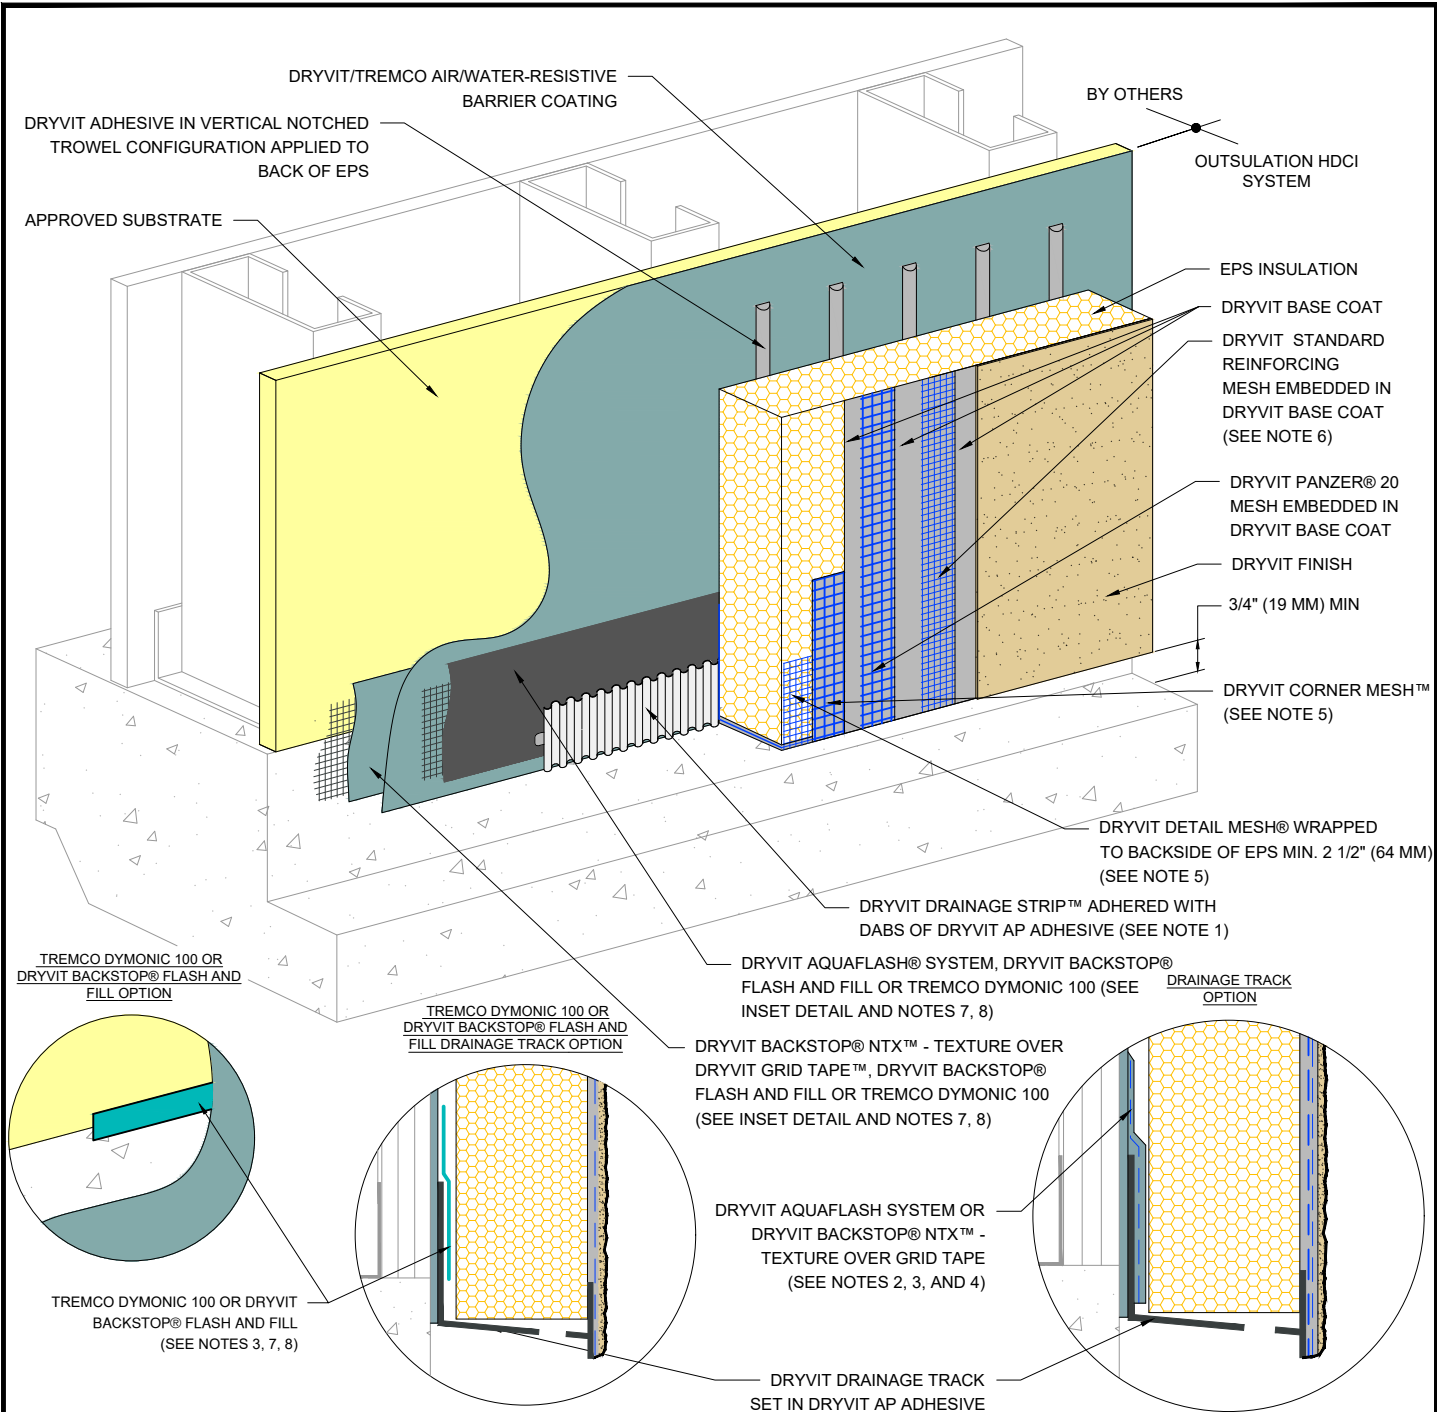 DRYVIT/TREMCO AIR/WATER-RESISTIVE
BARRIER COATING
DRYVIT ADHESIVE IN VERTICAL NOTCHED
TROWEL CONFIGURATION APPLIED TO
BACK OF EPS
APPROVED SUBSTRATE
BY OTHERS
OUTSULATION HDCI
SYSTEM
EPS INSULATION
DRYVIT BASE COAT
DRYVIT STANDARD
REINFORCING
MESH EMBEDDED IN
DRYVIT BASE COAT
(SEE NOTE 6)
DRYVIT PANZER® 20
MESH EMBEDDED IN
DRYVIT BASE COAT
DRYVIT FINISH
3/4" (19 MM) MIN
DRYVIT CORNER MESH™
(SEE NOTE 5)
DRYVIT DETAIL MESH® WRAPPED
TO BACKSIDE OF EPS MIN. 2 1/2" (64 MM)
(SEE NOTE 5)
DRYVIT DRAINAGE STRIP™ ADHERED WITH
DABS OF DRYVIT AP ADHESIVE (SEE NOTE 1)
DRYVIT AQUAFLASH® SYSTEM, DRYVIT BACKSTOP®
FLASH AND FILL OR TREMCO DYMONIC 100 (SEE
INSET DETAIL AND NOTES 7, 8)
DRYVIT BACKSTOP® NTX™ - TEXTURE OVER
DRYVIT GRID TAPE™, DRYVIT BACKSTOP®
FLASH AND FILL OR TREMCO DYMONIC 100
(SEE INSET DETAIL AND NOTES 7, 8)
TREMCO DYMONIC 100 OR
DRYVIT BACKSTOP® FLASH AND
FILL OPTION
TREMCO DYMONIC 100 OR
DRYVIT BACKSTOP® FLASH AND
FILL DRAINAGE TRACK OPTION
DRAINAGE TRACK
OPTION
DRYVIT AQUAFLASH SYSTEM OR
DRYVIT BACKSTOP® NTX™ -
TEXTURE OVER GRID TAPE
(SEE NOTES 2, 3, AND 4)
TREMCO DYMONIC 100 OR DRYVIT
BACKSTOP® FLASH AND FILL
(SEE NOTES 3, 7, 8)
DRYVIT DRAINAGE TRACK
SET IN DRYVIT AP ADHESIVE